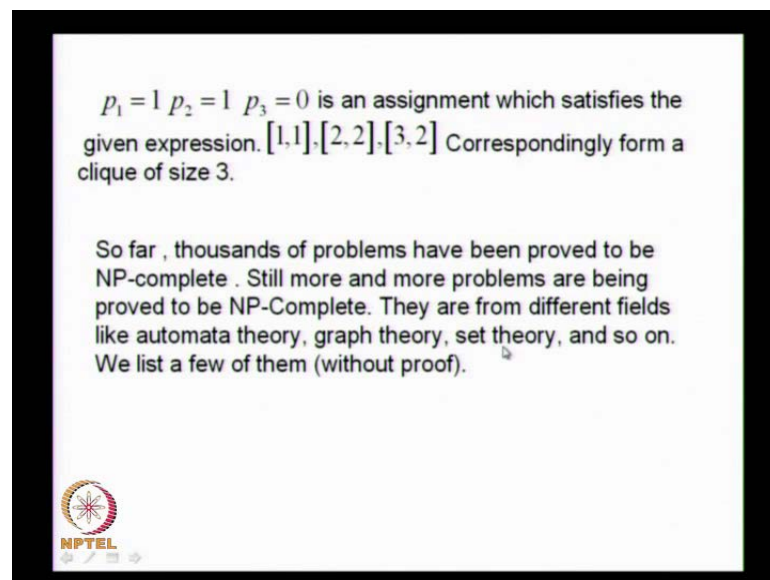 p₁ = 1 p₂ = 1 p₃ = 0 is an assignment which satisfies the
given expression. [1,1],[2,2],[3,2] Correspondingly form a
clique of size 3.
So far , thousands of problems have been proved to be
NP-complete . Still more and more problems are being
proved to be NP-Complete. They are from different fields
like automata theory, graph theory, set theory, and so on.
We list a few of them (without proof).
NPTEL